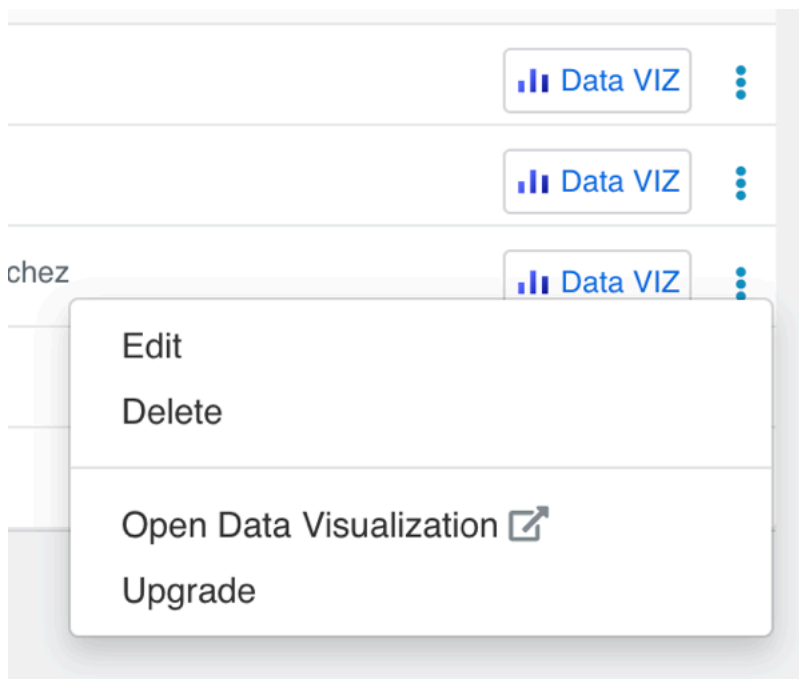 Data VIZ
Data VIZ
chez
Data VIZ
Edit
Delete
Open Data Visualization
Upgrade